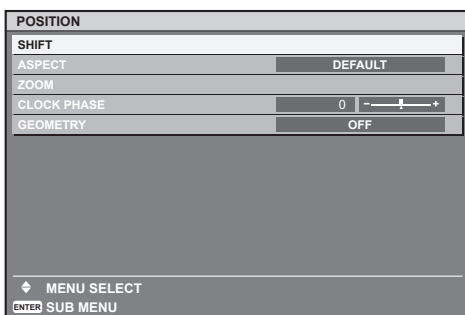 POSITION
SHIFT
ASPECT DEFAULT
ZOOM
CLOCK PHASE 0 - +
GEOMETRY OFF
MENU SELECT
ENTER SUB MENU